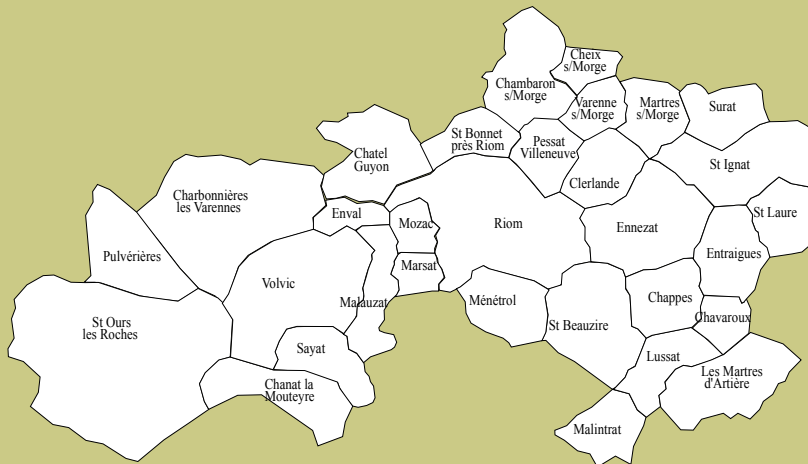 Cheix
s/Morge
Chambaron
s/Morge
Varenne
s/Morge
Martres
s/Morge
Surat
St Bonnet
près Riom
Pessat
Villeneuve
Chatel
Guyon
St Ignat
Clerlande
Charbonnières
les Varennes
Enval
Mozac
Riom
Ennezat
St Laure
Pulvérières
Entraigues
Marsat
Volvic
Malauzat
Ménétrol
Chappes
St Ours
les Roches
St Beauzire
Chavaroux
Sayat
Lussat
Les Martres
d'Artière
Chanat la
Mouteyre
Malintrat